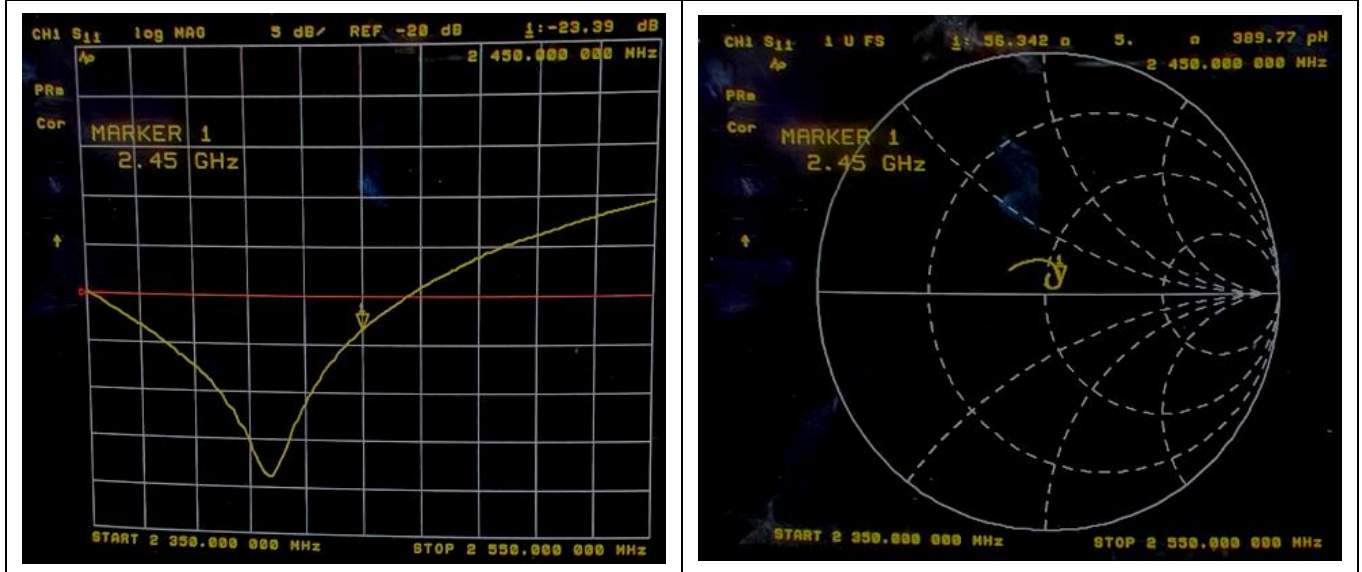 CH1 S11 log MAG 5 dB/ REF -20 dB 1:-23.39 dB
2 450.000 000 MHz
PRm
Cor
MARKER 1
2.45 GHz
1
START 2 350.000 000 MHz STOP 2 550.000 000 MHz
CH1 S11 1 U FS 1: 56.342 Ω 5. Ω 389.77 pH
2 450.000 000 MHz
PRm
Cor
MARKER 1
2.45 GHz
1
START 2 350.000 000 MHz STOP 2 550.000 000 MHz